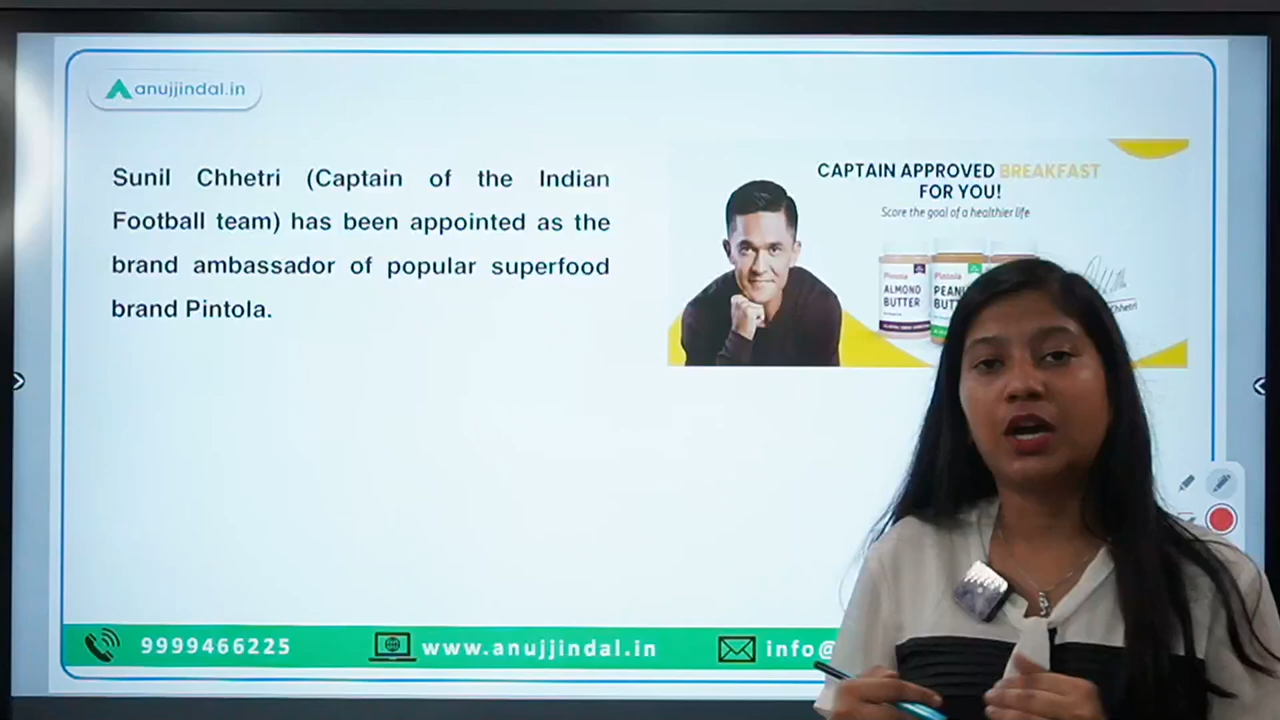 anujjindal.in
Sunil Chhetri (Captain of the Indian
Football team) has been appointed as the
brand ambassador of popular superfood
brand Pintola.
CAPTAIN APPROVED BREAKFAST
FOR YOU!
Score the goal of a healthier life
Pintola
ALMOND
BUTTER
Pintola
Chhetri
9999466225
www.anujjindal.in
info@